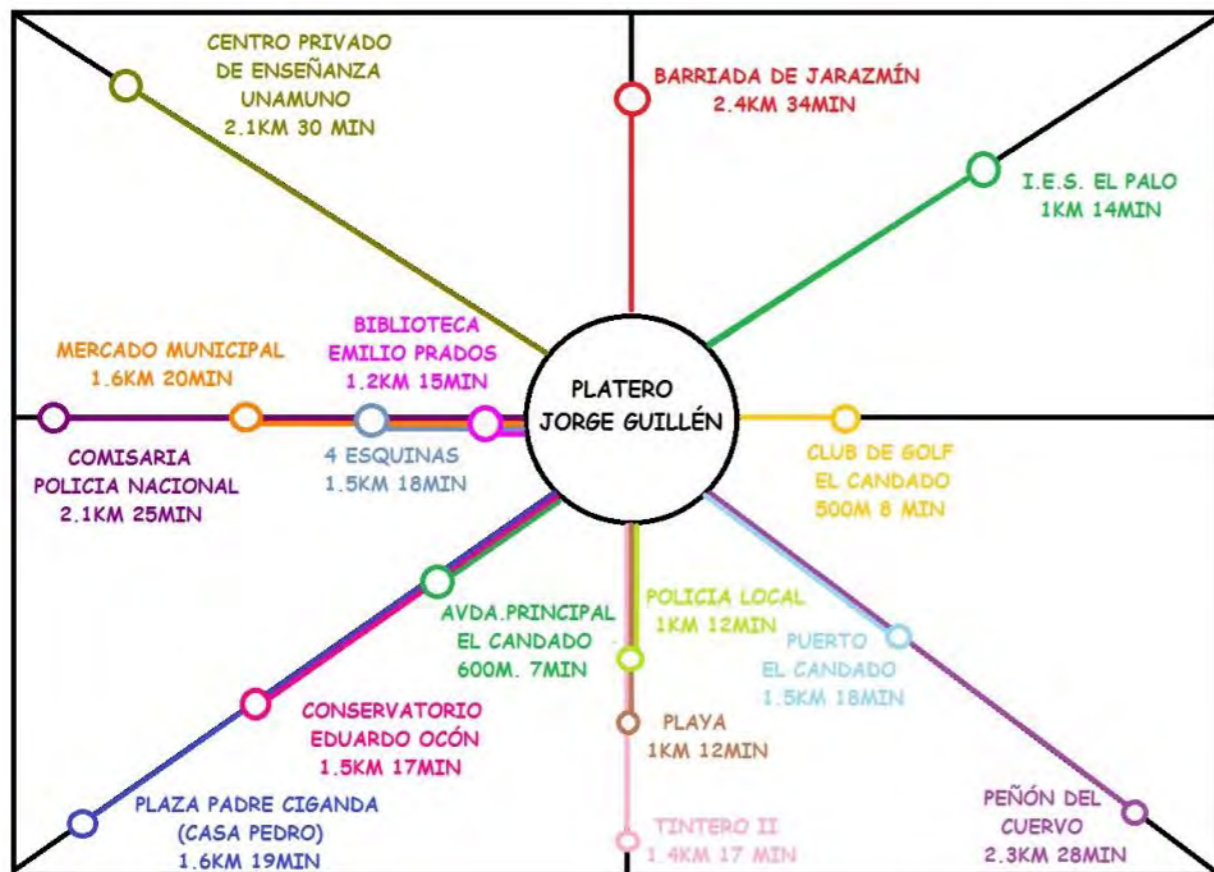 CENTRO PRIVADO
DE ENSEÑANZA
UNAMUNO
2.1KM 30 MIN
BARRIADA DE JARAZMÍN
2.4KM 34MIN
I.E.S. EL PALO
1KM 14MIN
MERCADO MUNICIPAL
1.6KM 20MIN
BIBLIOTECA
EMILIO PRADOS
1.2KM 15MIN
PLATERO
JORGE GUILLÉN
COMISARIA
POLICIA NACIONAL
2.1KM 25MIN
4 ESQUINAS
1.5KM 18MIN
CLUB DE GOLF
EL CANDADO
500M 8 MIN
AVDA.PRINCIPAL
EL CANDADO
600M. 7MIN
POLICIA LOCAL
1KM 12MIN
PUERTO
EL CANDADO
1.5KM 18MIN
CONSERVATORIO
EDUARDO OCÓN
1.5KM 17MIN
PLAYA
1KM 12MIN
PLAZA PADRE CIGANDA
(CASA PEDRO)
1.6KM 19MIN
TINTERO II
1.4KM 17 MIN
PEÑÓN DEL
CUERVO
2.3KM 28MIN